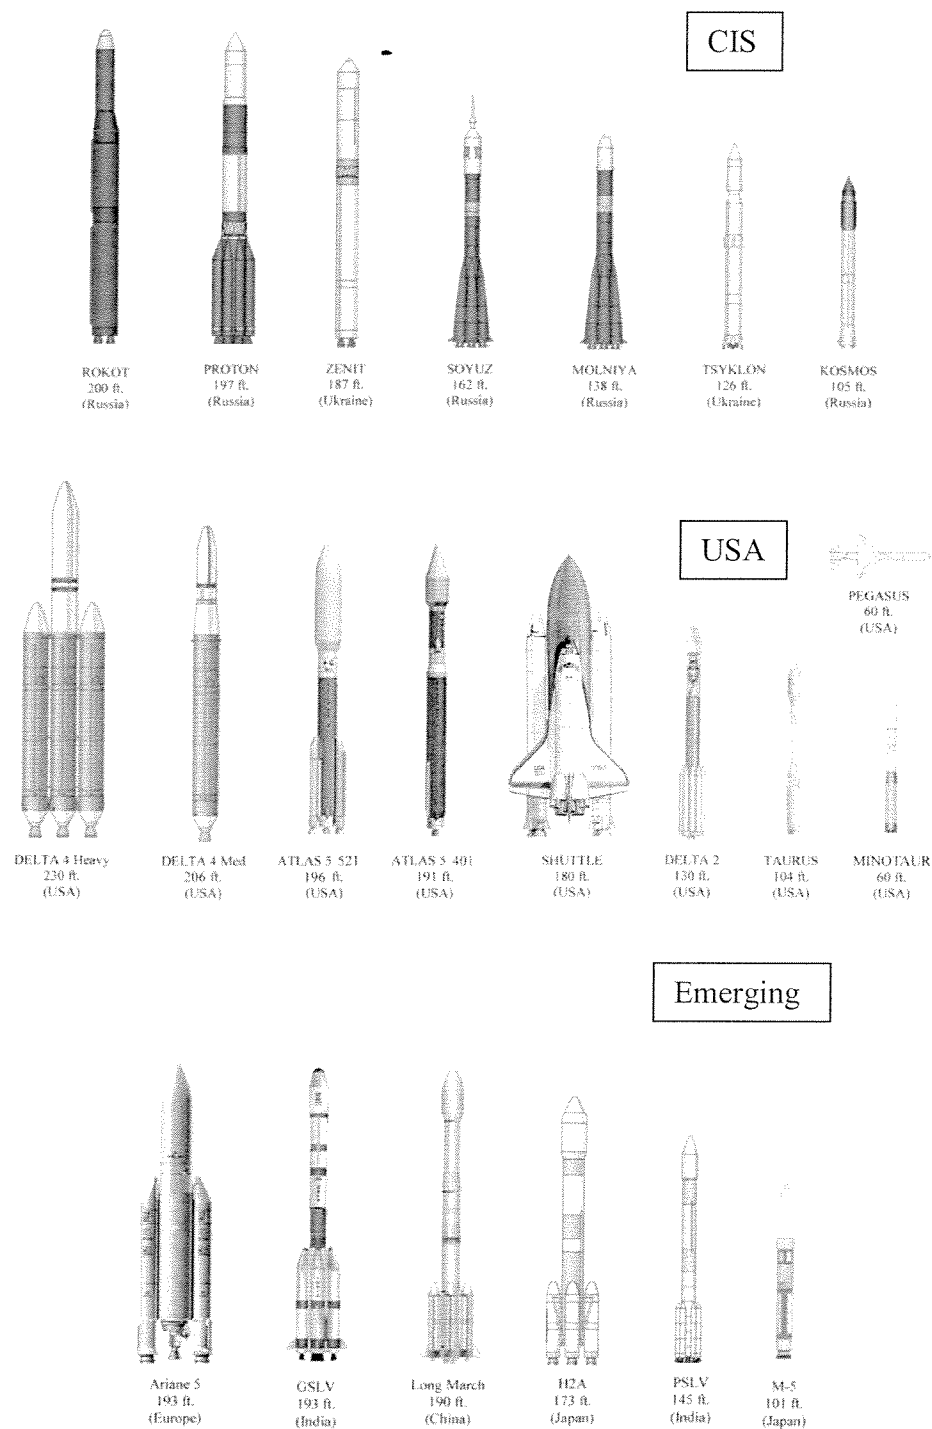 CIS
ROKOT
200 ft.
(Russia)
PROTON
197 ft.
(Russia)
ZENIT
187 ft.
(Ukraine)
SOYUZ
162 ft.
(Russia)
MOLNIYA
138 ft.
(Russia)
TSYKLON
126 ft.
(Ukraine)
KOSMOS
105 ft.
(Russia)
USA
PEGASUS
60 ft.
(USA)
DELTA 4 Heavy
230 ft.
(USA)
DELTA 4 Med
206 ft.
(USA)
ATLAS 5-521
196 ft.
(USA)
ATLAS 5-401
191 ft.
(USA)
SHUTTLE
180 ft.
(USA)
DELTA 2
130 ft.
(USA)
TAURUS
104 ft.
(USA)
MINOTAUR
60 ft.
(USA)
Emerging
Ariane 5
193 ft.
(Europe)
GSLV
193 ft.
(India)
Long March
190 ft.
(China)
H2A
173 ft.
(Japan)
PSLV
145 ft.
(India)
M-5
101 ft.
(Japan)